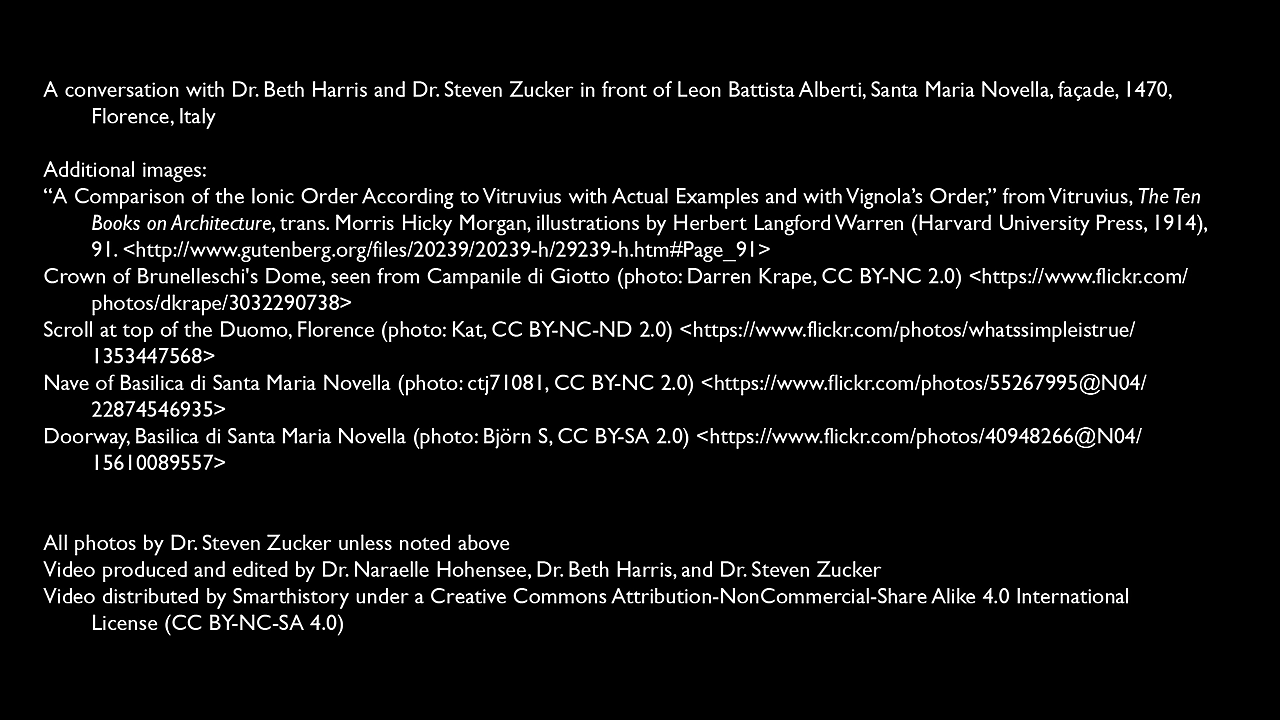 A conversation with Dr. Beth Harris and Dr. Steven Zucker in front of Leon Battista Alberti, Santa Maria Novella, façade, 1470,
Florence, Italy
Additional images:
“A Comparison of the Ionic Order According to Vitruvius with Actual Examples and with Vignola’s Order,” from Vitruvius, The Ten
Books on Architecture, trans. Morris Hicky Morgan, illustrations by Herbert Langford Warren (Harvard University Press, 1914),
91. <http://www.gutenberg.org/files/20239/20239-h/29239-h.htm#Page_91>
Crown of Brunelleschi's Dome, seen from Campanile di Giotto (photo: Darren Krape, CC BY-NC 2.0) <https://www.flickr.com/
photos/dkrape/3032290738>
Scroll at top of the Duomo, Florence (photo: Kat, CC BY-NC-ND 2.0) <https://www.flickr.com/photos/whatssimpleistrue/
1353447568>
Nave of Basilica di Santa Maria Novella (photo: ctj71081, CC BY-NC 2.0) <https://www.flickr.com/photos/55267995@N04/
22874546935>
Doorway, Basilica di Santa Maria Novella (photo: Björn S, CC BY-SA 2.0) <https://www.flickr.com/photos/40948266@N04/
15610089557>
All photos by Dr. Steven Zucker unless noted above
Video produced and edited by Dr. Naraelle Hohensee, Dr. Beth Harris, and Dr. Steven Zucker
Video distributed by Smarthistory under a Creative Commons Attribution-NonCommercial-Share Alike 4.0 International
License (CC BY-NC-SA 4.0)